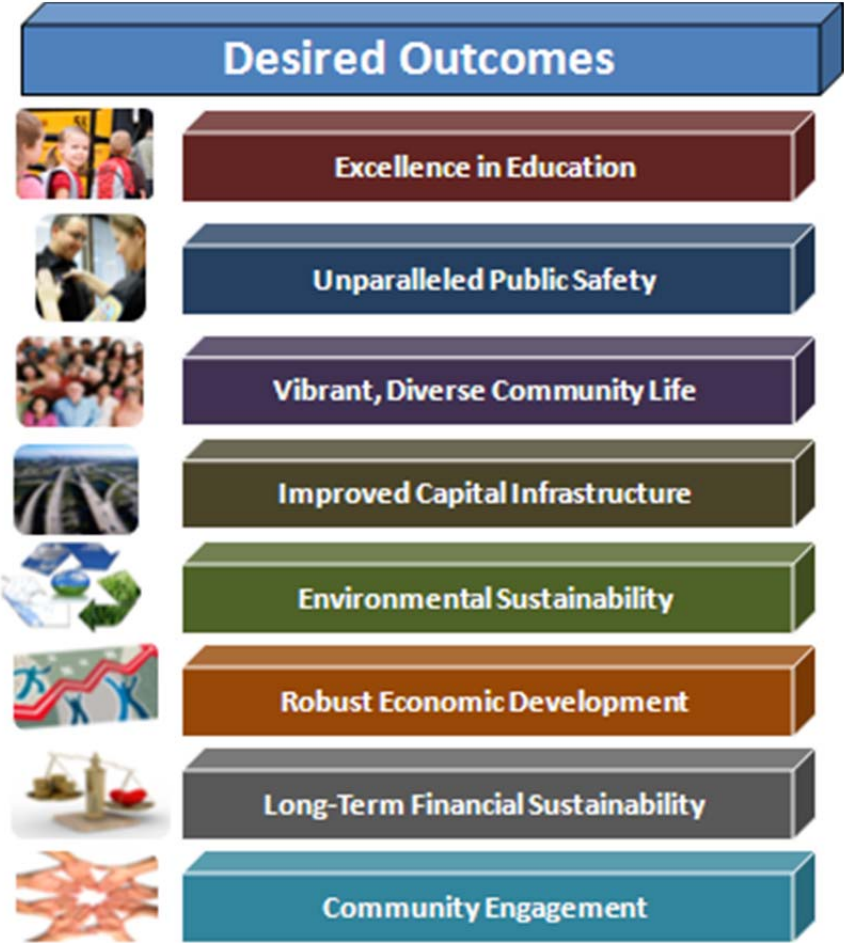 Desired Outcomes
Excellence in Education
Unparalleled Public Safety
Vibrant, Diverse Community Life
Improved Capital Infrastructure
Environmental Sustainability
Robust Economic Development
Long-Term Financial Sustainability
Community Engagement